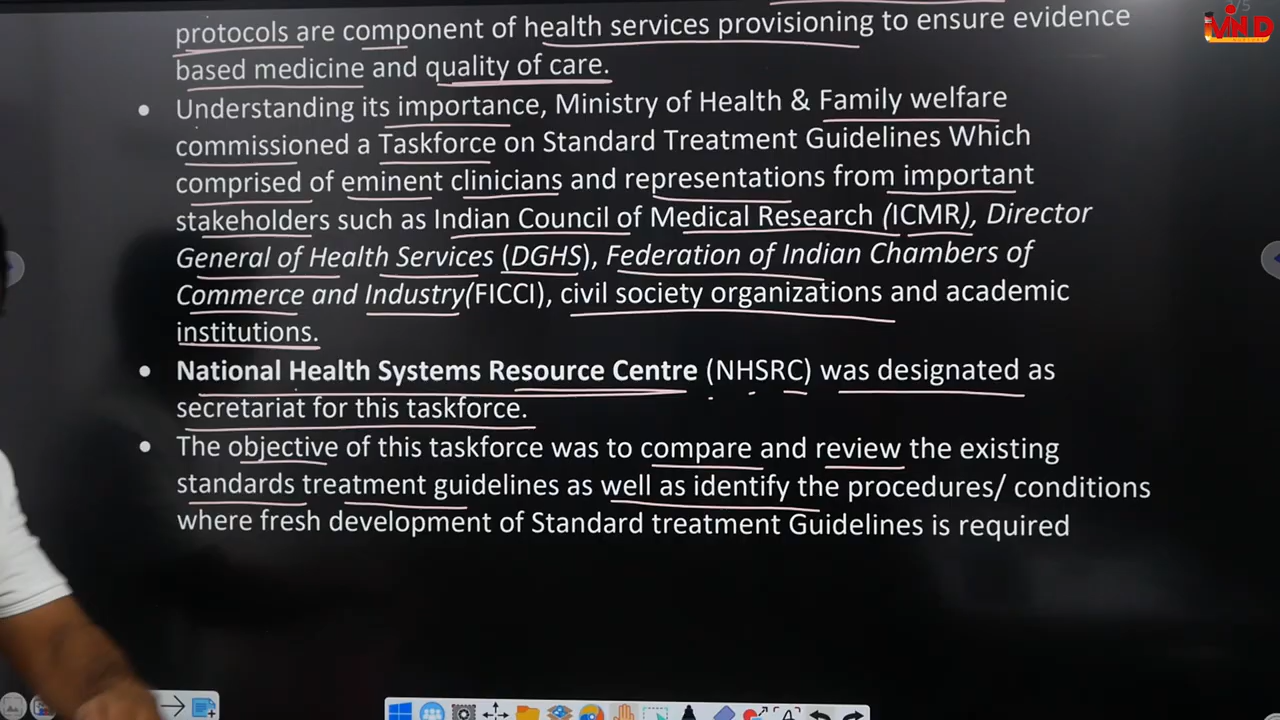 protocols are component of health services provisioning to ensure evidence
based medicine and quality of care.
• Understanding its importance, Ministry of Health & Family welfare
commissioned a Taskforce on Standard Treatment Guidelines Which
comprised of eminent clinicians and representations from important
stakeholders such as Indian Council of Medical Research (ICMR), Director
General of Health Services (DGHS), Federation of Indian Chambers of
Commerce and Industry(FICCI), civil society organizations and academic
institutions.
• National Health Systems Resource Centre (NHSRC) was designated as
secretariat for this taskforce.
• The objective of this taskforce was to compare and review the existing
standards treatment guidelines as well as identify the procedures/ conditions
where fresh development of Standard treatment Guidelines is required